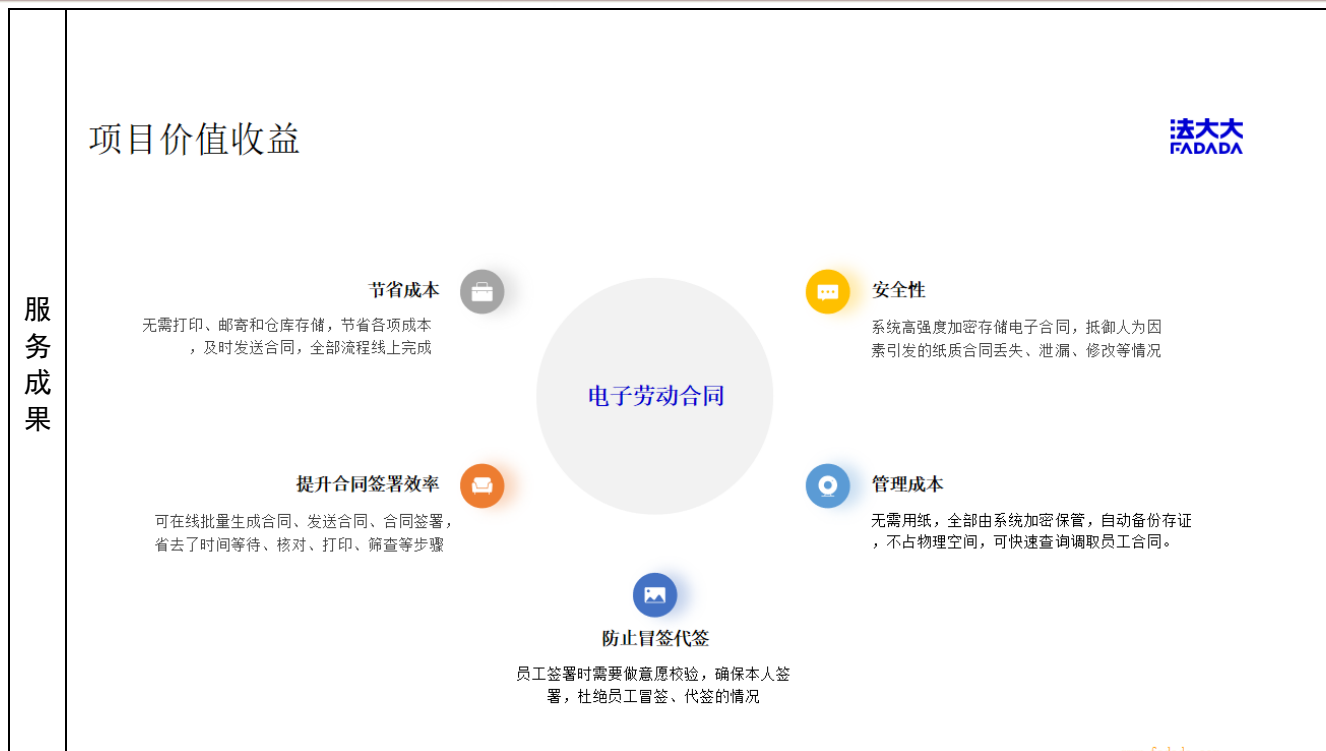 服
务
成
果
项目价值收益
法大大
FADADA
节省成本
无需打印、邮寄和仓库存储，节省各项成本
，及时发送合同，全部流程线上完成
安全性
系统高强度加密存储电子合同，抵御人为因
素引发的纸质合同丢失、泄漏、修改等情况
电子劳动合同
提升合同签署效率
可在线批量生成合同、发送合同、合同签署，
省去了时间等待、核对、打印、筛查等步骤
管理成本
无需用纸，全部由系统加密保管，自动备份存证
，不占物理空间，可快速查询调取员工合同。
防止冒签代签
员工签署时需要做意愿校验，确保本人签
署，杜绝员工冒签、代签的情况